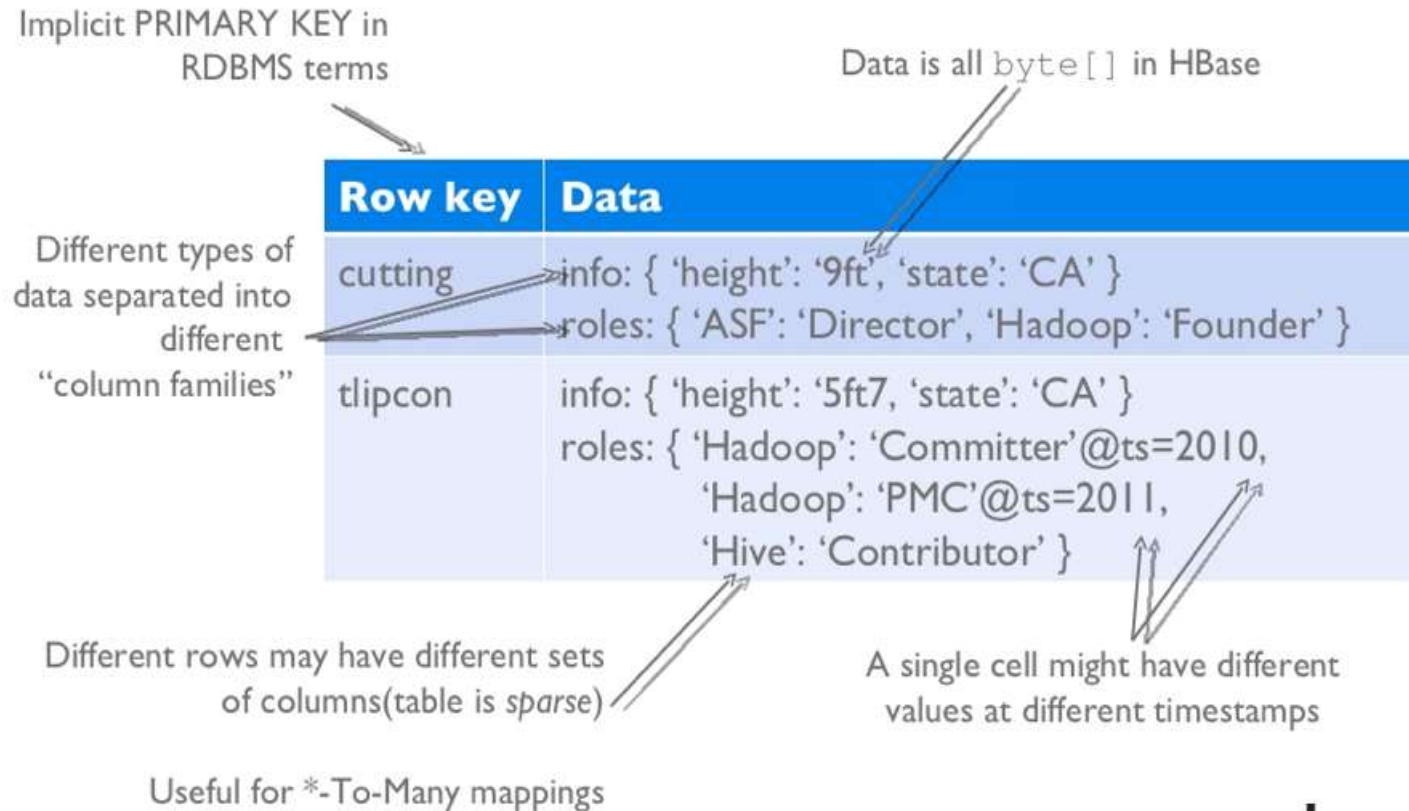 Implicit PRIMARY KEY in
RDBMS terms
Data is all byte[] in HBase
Row key Data
Different types of
data separated into
different
“column families”
cutting info: { ‘height’: ‘9ft’, ‘state’: ‘CA’ }
roles: { ‘ASF’: ‘Director’, ‘Hadoop’: ‘Founder’ }
tlipcon info: { ‘height’: ‘5ft7, ‘state’: ‘CA’ }
roles: { ‘Hadoop’: ‘Committer’@ts=2010,
‘Hadoop’: ‘PMC’@ts=2011,
‘Hive’: ‘Contributor’ }
Different rows may have different sets
of columns(table is sparse)
A single cell might have different
values at different timestamps
Useful for *-To-Many mappings